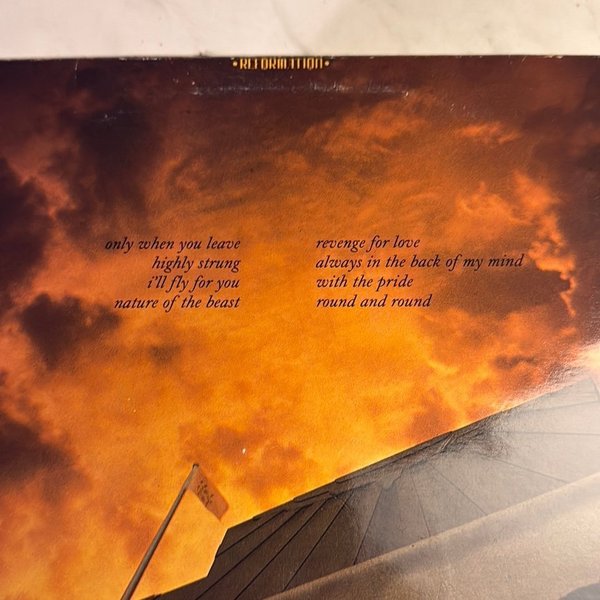 •REFORMATION•
only when you leave
highly strung
i'll fly for you
nature of the beast
revenge for love
always in the back of my mind
with the pride
round and round